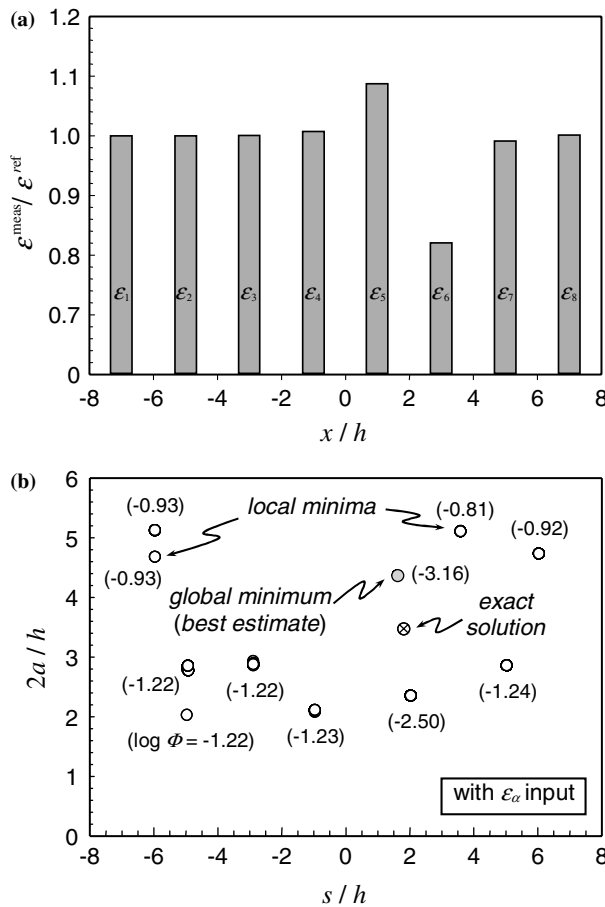 (a)
1.2
1.1
1.0
0.9
0.8
0.7
0
ε^meas / ε^ref
ε₁ ε₂ ε₃ ε₄ ε₅ ε₆ ε₇ ε₈
-8 -6 -4 -2 0 2 4 6 8
x / h
(b)
6
5
4
3
2
1
0
2a / h
(-0.93) local minima (-0.81) (-0.92)
(-0.93)
(-3.16)
global minimum
(best estimate)
exact
solution
(-1.22) (-1.22) (-1.24)
(log Φ = -1.22) (-1.23) (-2.50)
with ε_α input
-8 -6 -4 -2 0 2 4 6 8
s / h